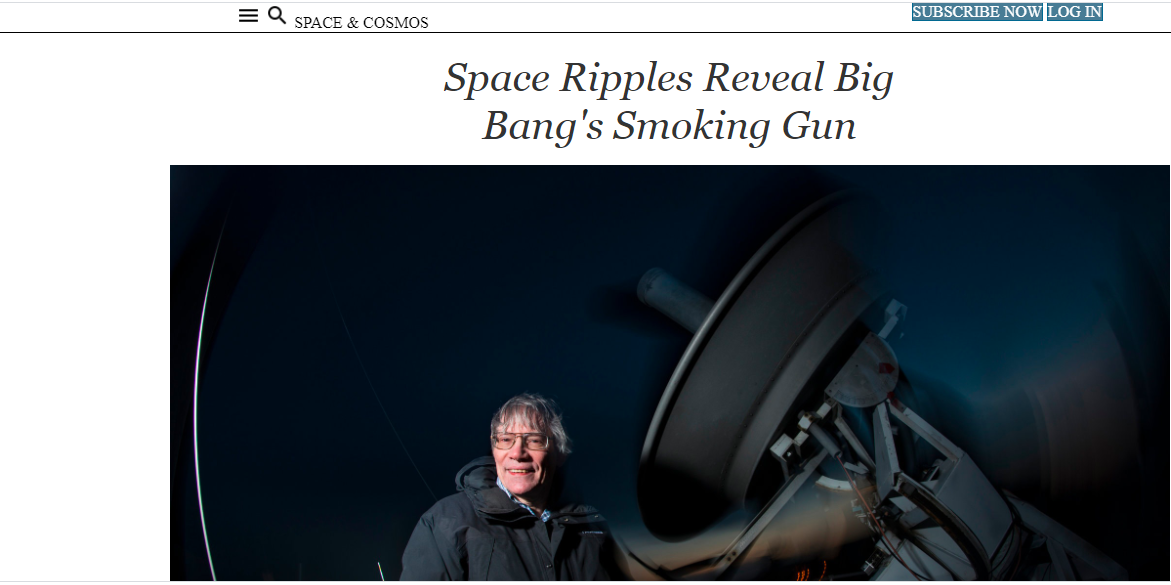 SPACE & COSMOS
SUBSCRIBE NOW LOG IN
Space Ripples Reveal Big
Bang's Smoking Gun